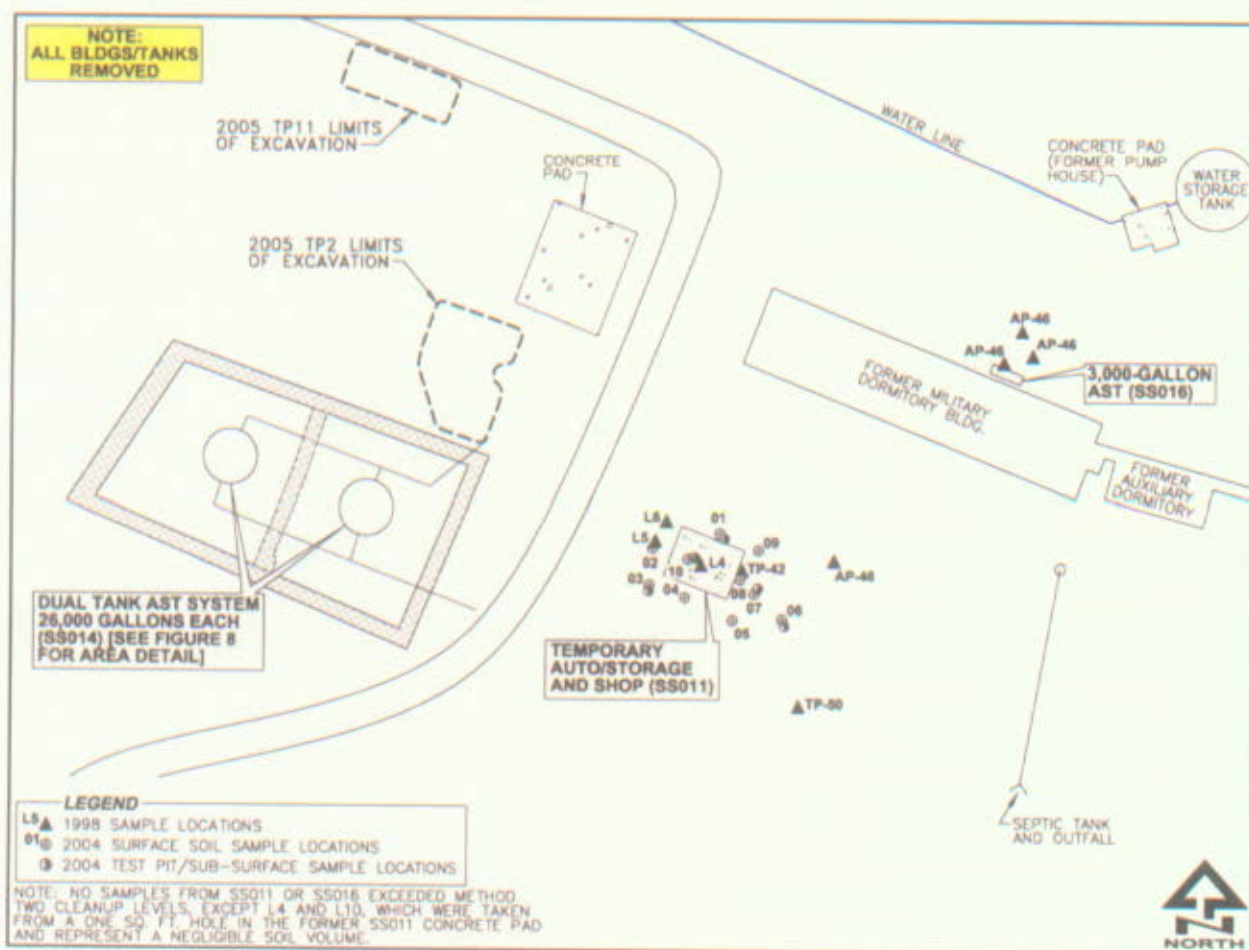 NOTE:
ALL BLDGS/TANKS
REMOVED
2005 TP11 LIMITS
OF EXCAVATION
CONCRETE
PAD
WATER LINE
CONCRETE PAD
(FORMER PUMP
HOUSE)
WATER
STORAGE
TANK
2005 TP2 LIMITS
OF EXCAVATION
AP-46
AP-46
AP-46
3,000-GALLON
AST (SS016)
FORMER MILITARY
DORMITORY BLDG.
FORMER
AUXILIARY
DORMITORY
L6
01
L5
09
02
10
L4
TP-42
AP-46
03
04
08
07
06
05
DUAL TANK AST SYSTEM
26,000 GALLONS EACH
(SS014) [SEE FIGURE 8
FOR AREA DETAIL]
TEMPORARY
AUTO/STORAGE
AND SHOP (SS011)
TP-50
SEPTIC TANK
AND OUTFALL
LEGEND
L5 1998 SAMPLE LOCATIONS
01 2004 SURFACE SOIL SAMPLE LOCATIONS
2004 TEST PIT/SUB-SURFACE SAMPLE LOCATIONS
NOTE: NO SAMPLES FROM SS011 OR SS016 EXCEEDED METHOD
TWO CLEANUP LEVELS, EXCEPT L4 AND L10, WHICH WERE TAKEN
FROM A ONE SQ. FT. HOLE IN THE FORMER SS011 CONCRETE PAD
AND REPRESENT A NEGLIGIBLE SOIL VOLUME.
N
NORTH